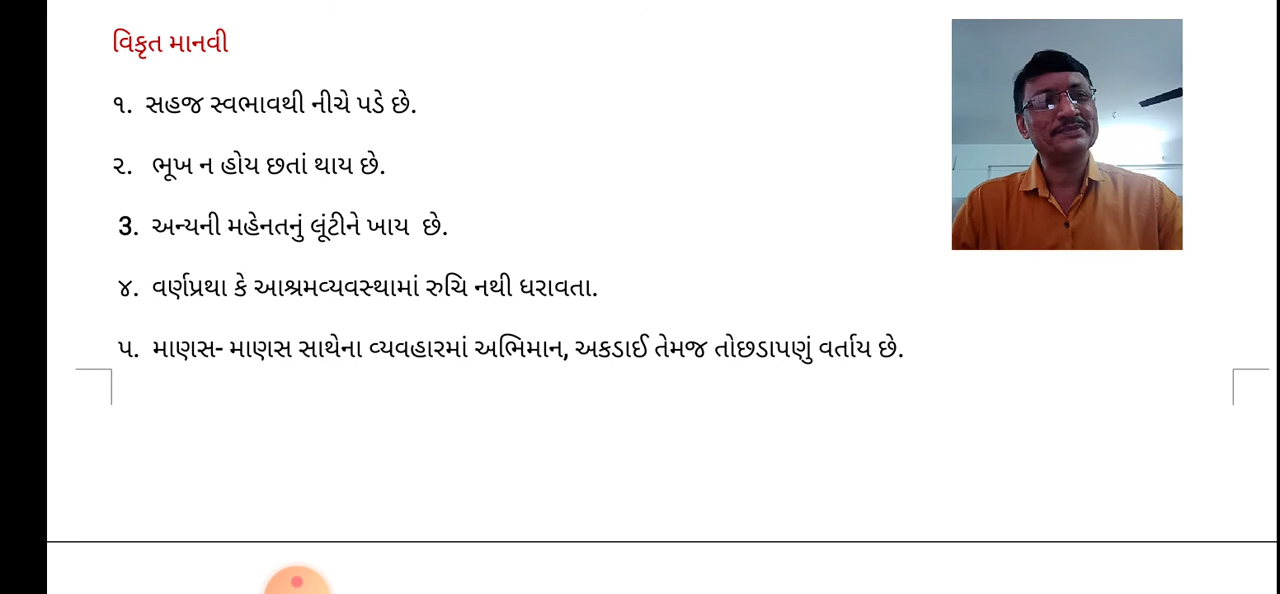 વિકૃત માનવી
૧. સહજ સ્વભાવથી નીચે પડે છે.
૨. ભૂખ ન હોય છતાં થાય છે.
3. અન્યની મહેનતનું લૂંટીને ખાય છે.
૪. વર્ણપ્રથા કે આશ્રમવ્યવસ્થામાં રુચિ નથી ધરાવતા.
૫. માણસ- માણસ સાથેના વ્યવહારમાં અભિમાન, અકડાઈ તેમજ તોછડાપણું વર્તાય છે.